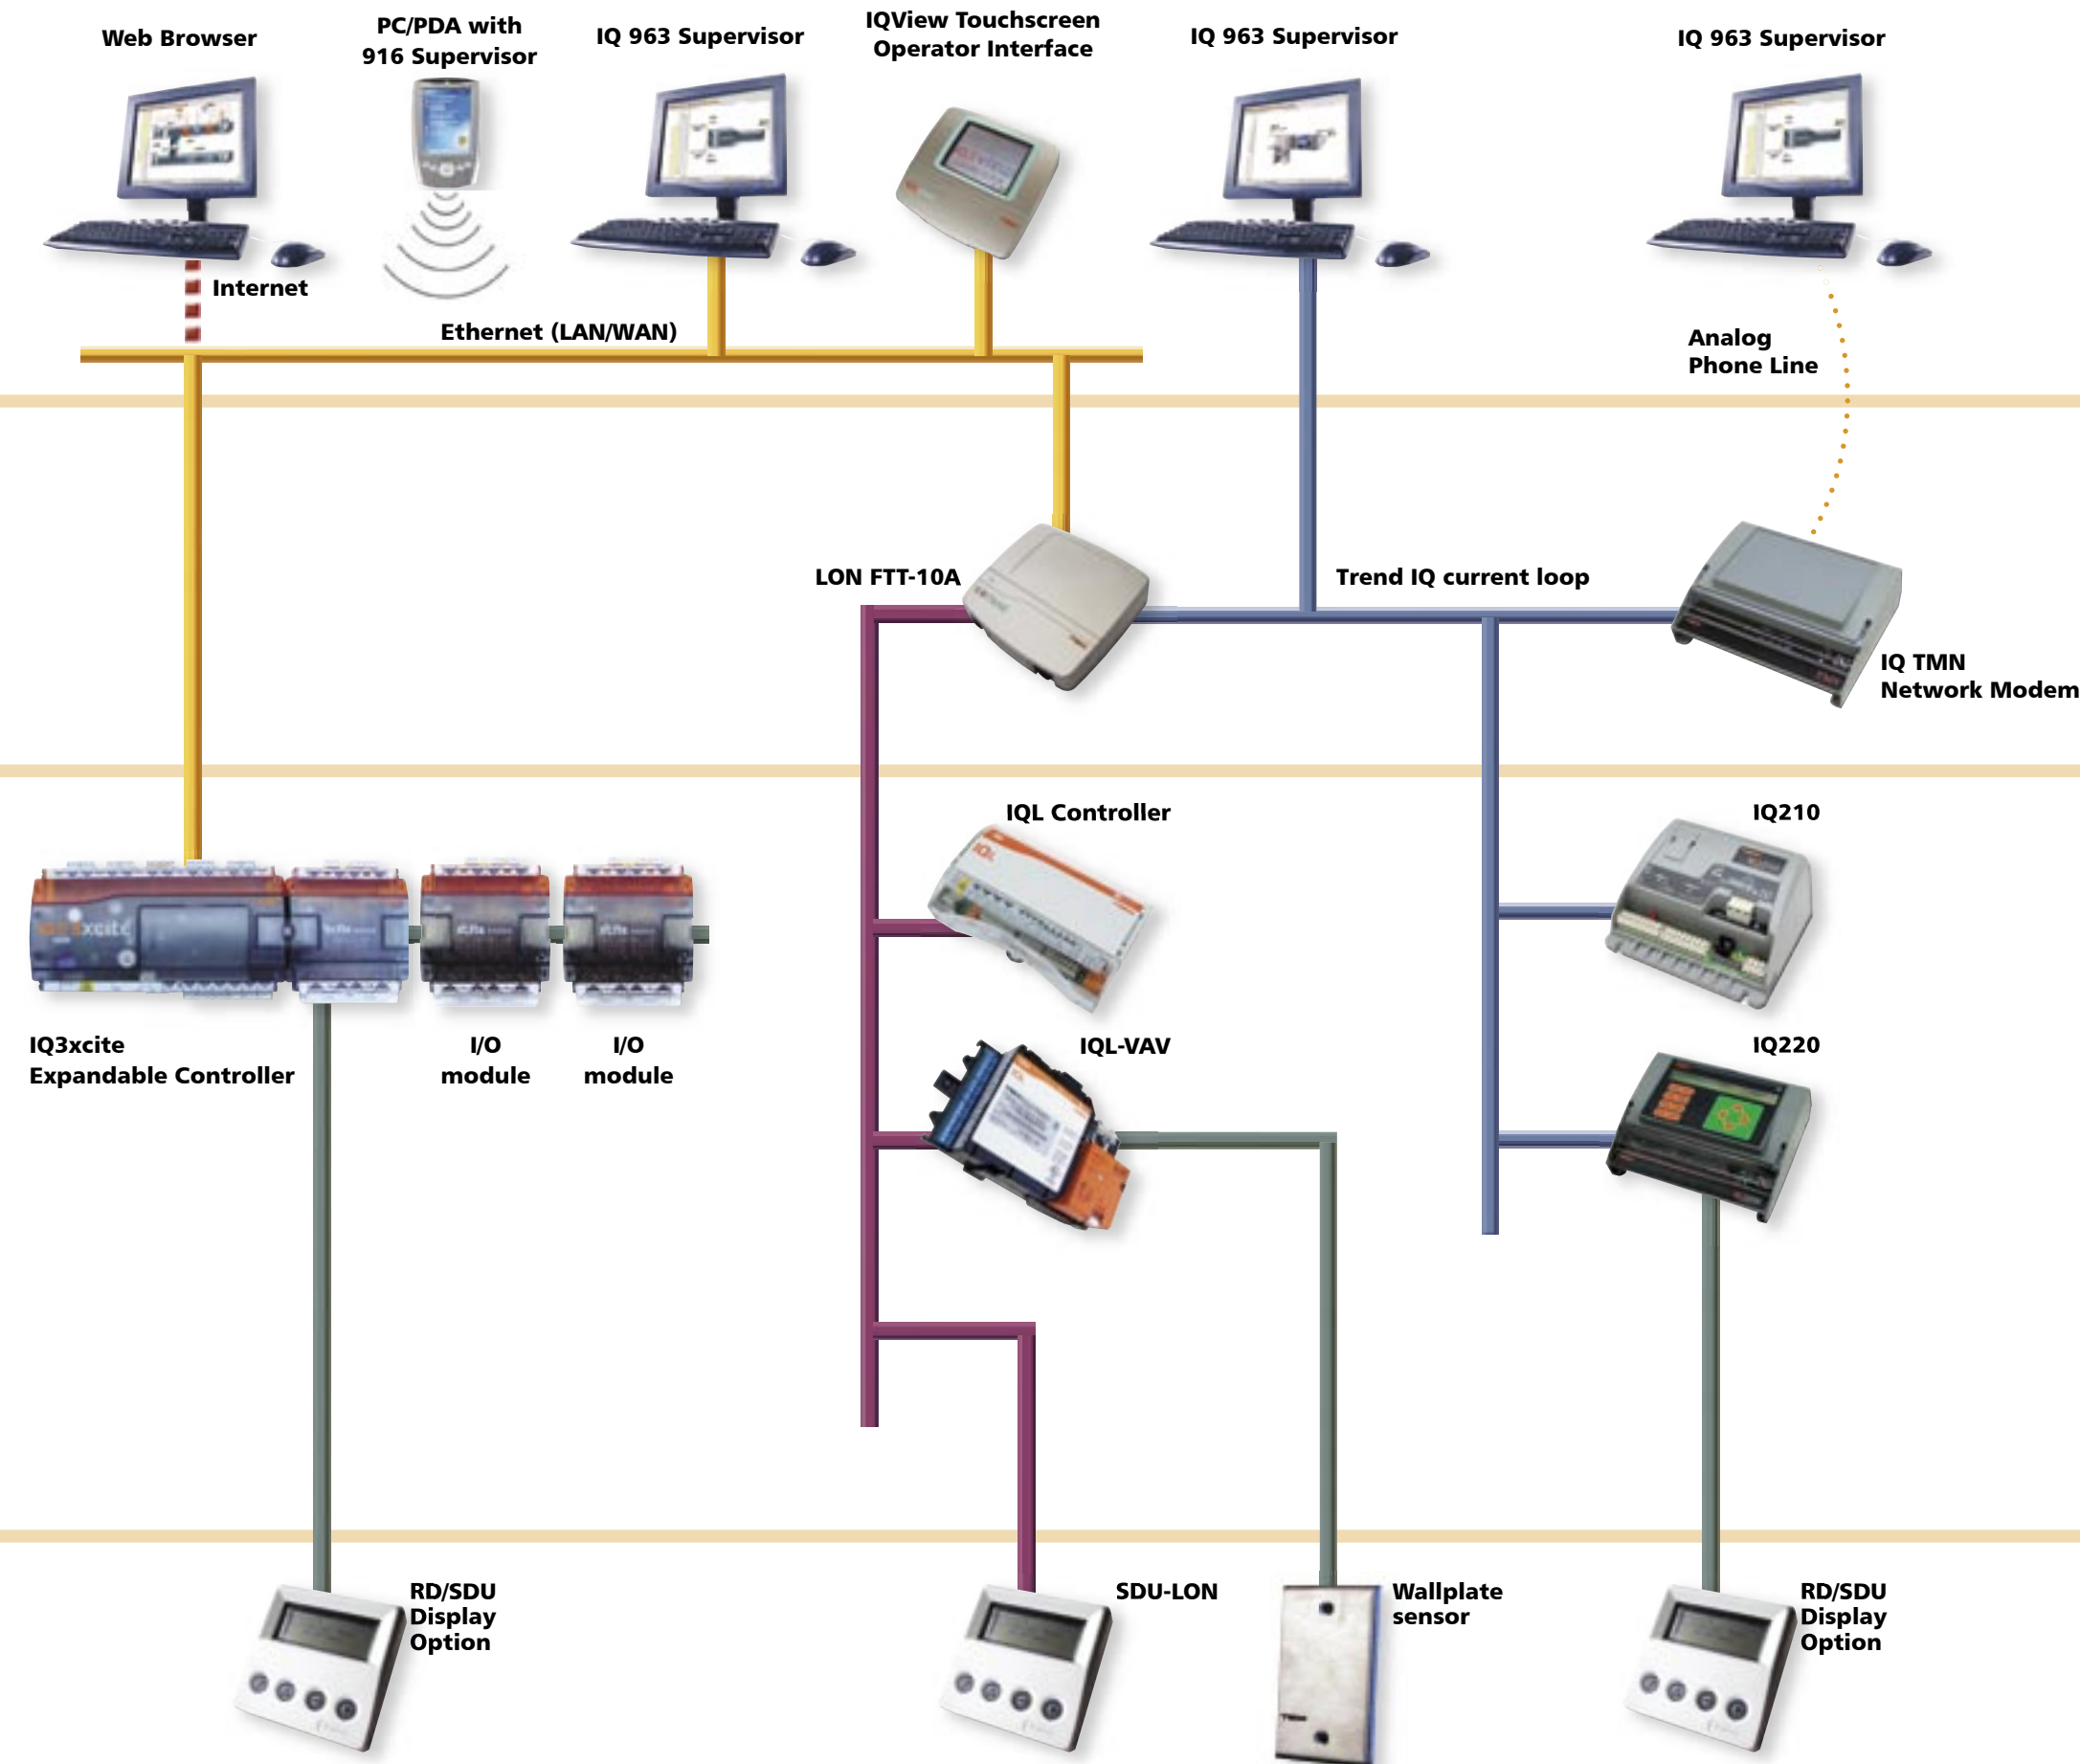 Web Browser
PC/PDA with
916 Supervisor
IQ 963 Supervisor
IQView Touchscreen
Operator Interface
IQ 963 Supervisor
IQ 963 Supervisor
Internet
Ethernet (LAN/WAN)
Analog
Phone Line
LON FTT-10A
Trend IQ current loop
IQ TMN
Network Modem
IQL Controller
IQ210
IQ3xcite
Expandable Controller
I/O
module
I/O
module
IQL-VAV
IQ220
RD/SDU
Display
Option
SDU-LON
Wallplate
sensor
RD/SDU
Display
Option